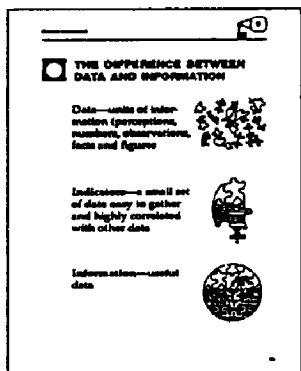 THE DIFFERENCE BETWEEN
DATA AND INFORMATION
Data—units of infor-
mation (perceptions,
numbers, observations,
facts and figures
Indicators—a small set
of data easy to gather
and highly correlated
with other data
Information—useful
data